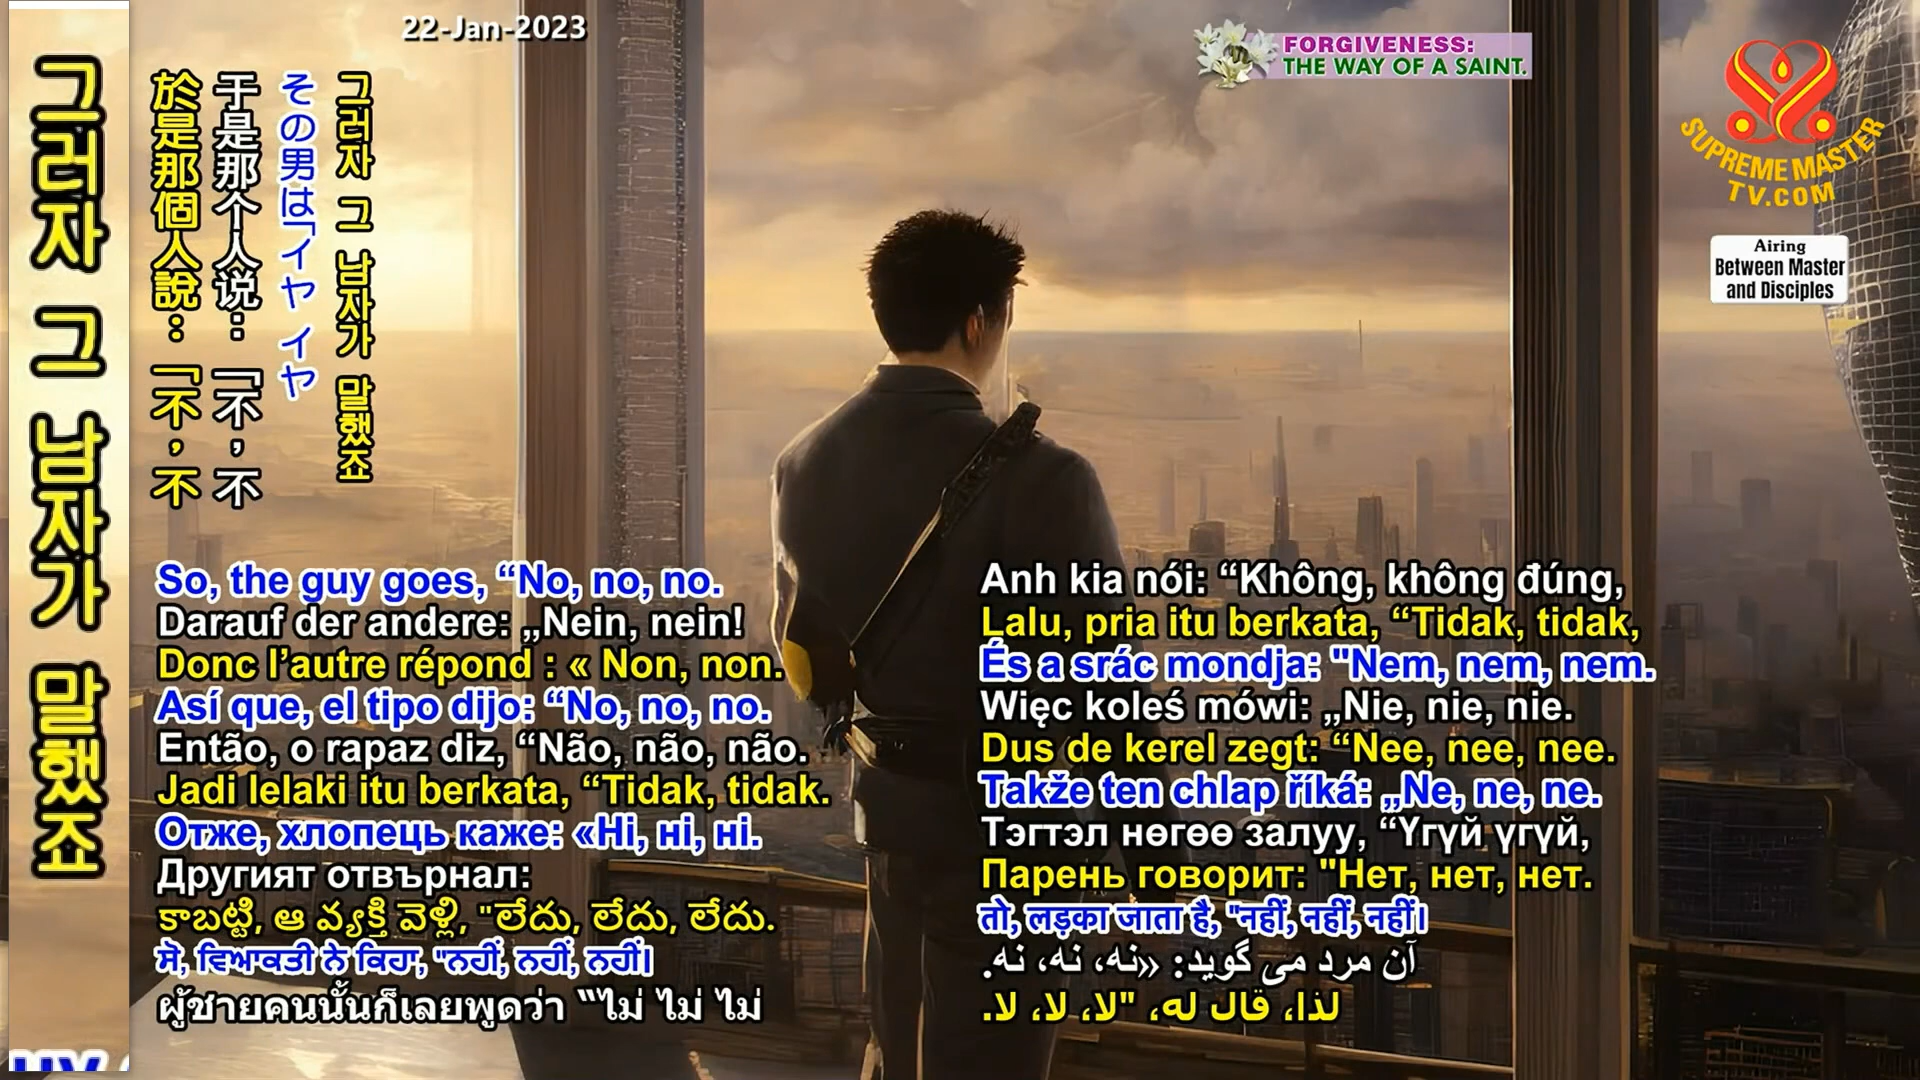 22-Jan-2023
FORGIVENESS:
THE WAY OF A SAINT.
SUPREME MASTER
TV.COM
Airing
Between Master
and Disciples
그러자 그 남자가 말했죠
於是那個人說：「不，不
于是那个人说：「不，不
その男は「イヤ イヤ
그러자 그 남자가 말했죠
So, the guy goes, “No, no, no.
Darauf der andere: „Nein, nein!
Donc l’autre répond : « Non, non.
Así que, el tipo dijo: “No, no, no.
Então, o rapaz diz, “Não, não, não.
Jadi lelaki itu berkata, “Tidak, tidak.
Отже, хлопець каже: «Ні, ні, ні.
Другият отвърнал:
కాబట్టి, ఆ వ్యక్తి వెళ్లి, "లేదు, లేదు, లేదు.
ਸੋ, ਵਿਆਕਤੀ ਨੇ ਕਿਹਾ, "ਨਹੀਂ, ਨਹੀਂ, ਨਹੀਂ।
ผู้ชายคนนั้นก็เลยพูดว่า “ไม่ ไม่ ไม่
Anh kia nói: “Không, không đúng,
Lalu, pria itu berkata, “Tidak, tidak,
És a srác mondja: "Nem, nem, nem.
Więc koleś mówi: „Nie, nie, nie.
Dus de kerel zegt: “Nee, nee, nee.
Takže ten chlap říká: „Ne, ne, ne.
Тэгтэл нөгөө залуу, “Үгүй үгүй,
Парень говорит: "Нет, нет, нет.
तो, लड़का जाता है, "नहीं, नहीं, नहीं।
آن مرد می گوید: «نه، نه، نه.
لذا، قال له، "لا، لا، لا.